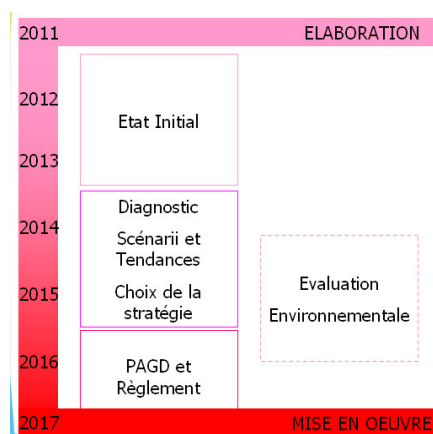 2011 ELABORATION
2012
Etat Initial
2013
Diagnostic
2014
Scénarii et
Tendances
Evaluation
Choix de la
2015
stratégie
Environnementale
2016
PAGD et
Règlement
2017 MISE EN OEUVRE